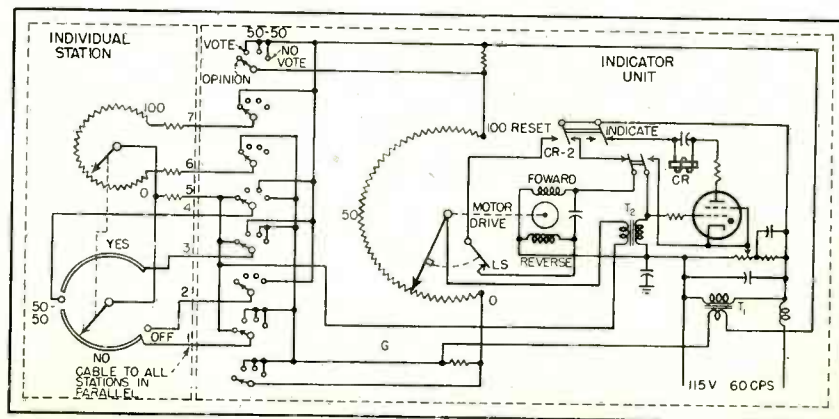 INDIVIDUAL
STATION
VOTE
50-50
NO
VOTE
OPINION
INDICATOR
UNIT
100
7
6
0
5
4
3
2
1
YES
50-
50
NO
OFF
CABLE TO ALL
STATIONS IN
PARALLEL
50
100 RESET
INDICATE
CR-2
CR
FOWARD
MOTOR
DRIVE
T2
LS
REVERSE
0
G
T1
115V 60 CPS